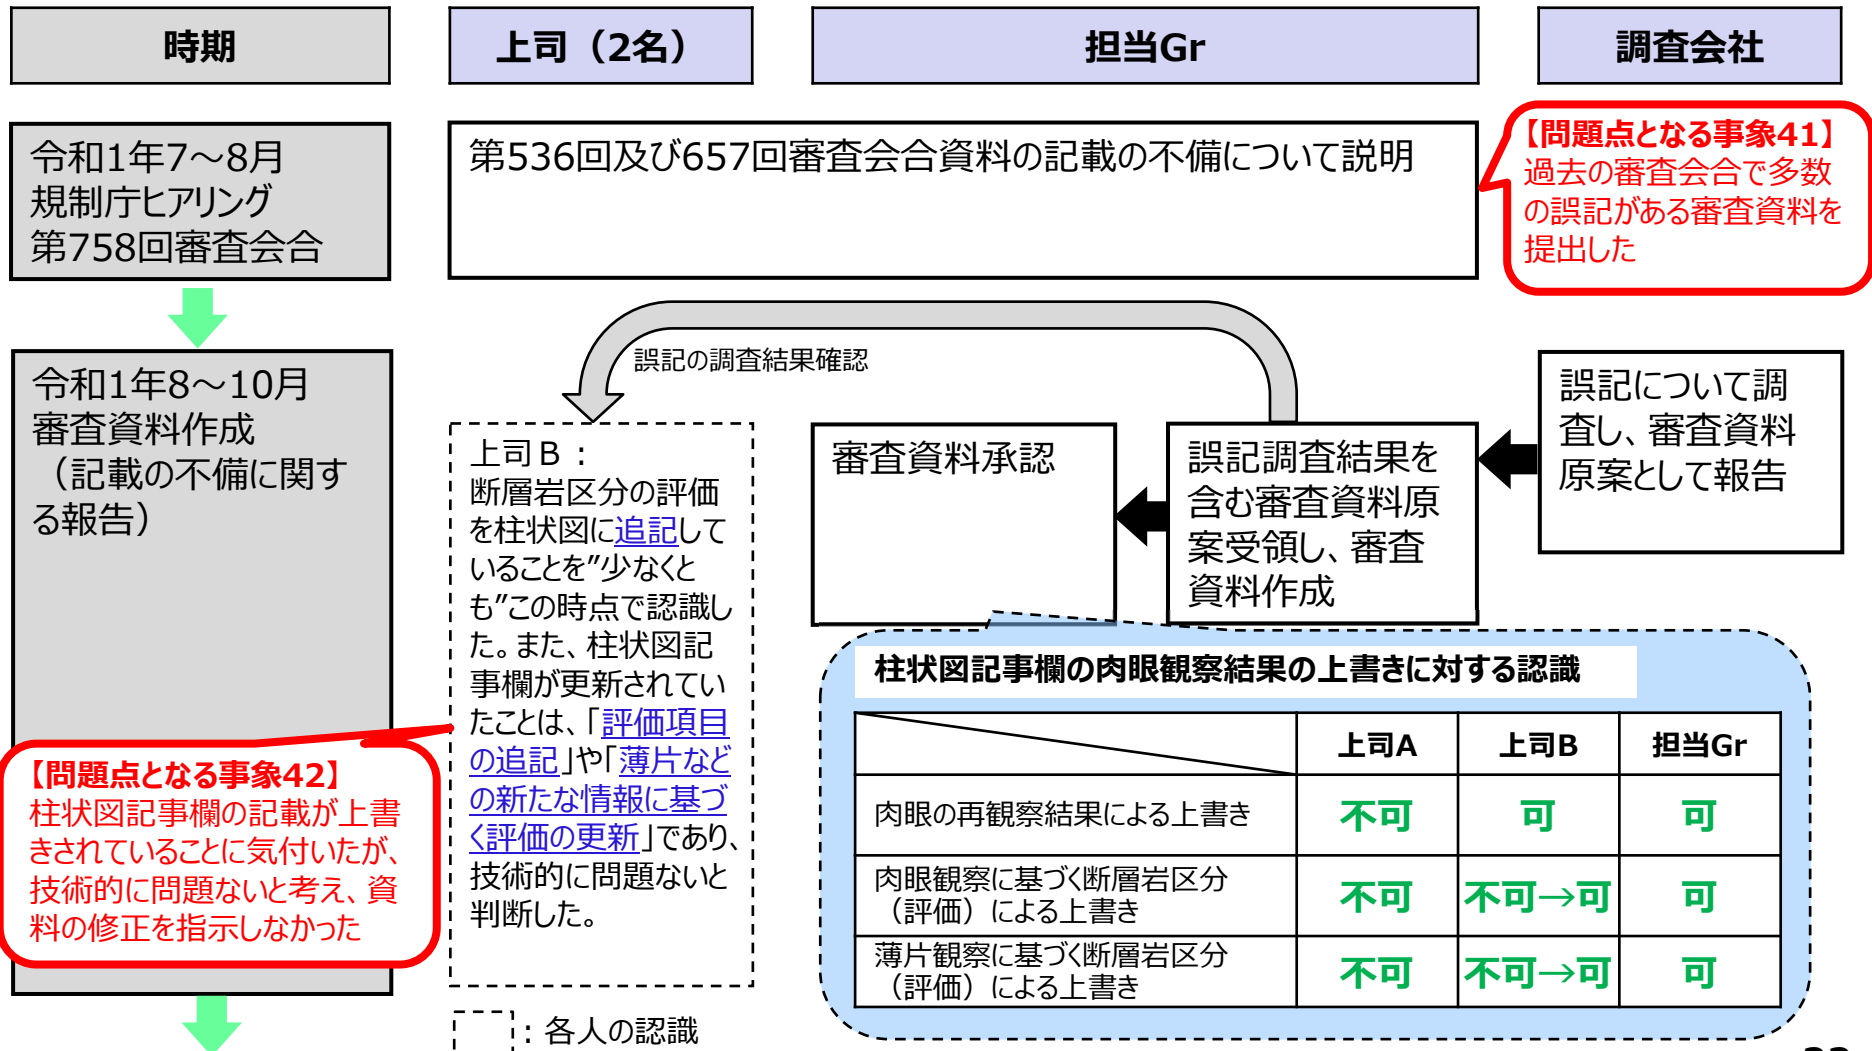 時期
上司（2名）
担当Gr
調査会社
令和1年7～8月
規制庁ヒアリング
第758回審査会合
第536回及び657回審査会合資料の記載の不備について説明
【問題点となる事象41】
過去の審査会合で多数
の誤記がある審査資料を
提出した
誤記の調査結果確認
令和1年8～10月
審査資料作成
（記載の不備に関す
る報告）
上司Ｂ：
断層岩区分の評価
を柱状図に追記して
いることを”少なくと
も”この時点で認識し
た。また、柱状図記
事欄が更新されてい
たことは、「評価項目
の追記」や「薄片など
の新たな情報に基づ
く評価の更新」であり、
技術的に問題ないと
判断した。
審査資料承認
誤記調査結果を
含む審査資料原
案受領し、審査
資料作成
誤記について調
査し、審査資料
原案として報告
【問題点となる事象42】
柱状図記事欄の記載が上書
きされていることに気付いたが、
技術的に問題ないと考え、資
料の修正を指示しなかった
柱状図記事欄の肉眼観察結果の上書きに対する認識
上司A 上司B 担当Gr
肉眼の再観察結果による上書き 不可 可 可
肉眼観察に基づく断層岩区分
（評価）による上書き 不可 不可→可 可
薄片観察に基づく断層岩区分
（評価）による上書き 不可 不可→可 可
：各人の認識